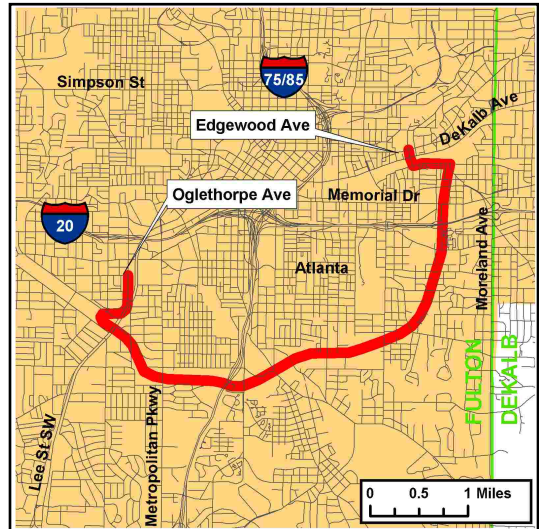 Simpson St
75/85
Edgewood Ave
DeKalb Ave
Oglethorpe Ave
Memorial Dr
20
Atlanta
Moreland Ave
FULTON
DEKALB
Lee St SW
Metropolitan Pkwy
0 0.5 1 Miles